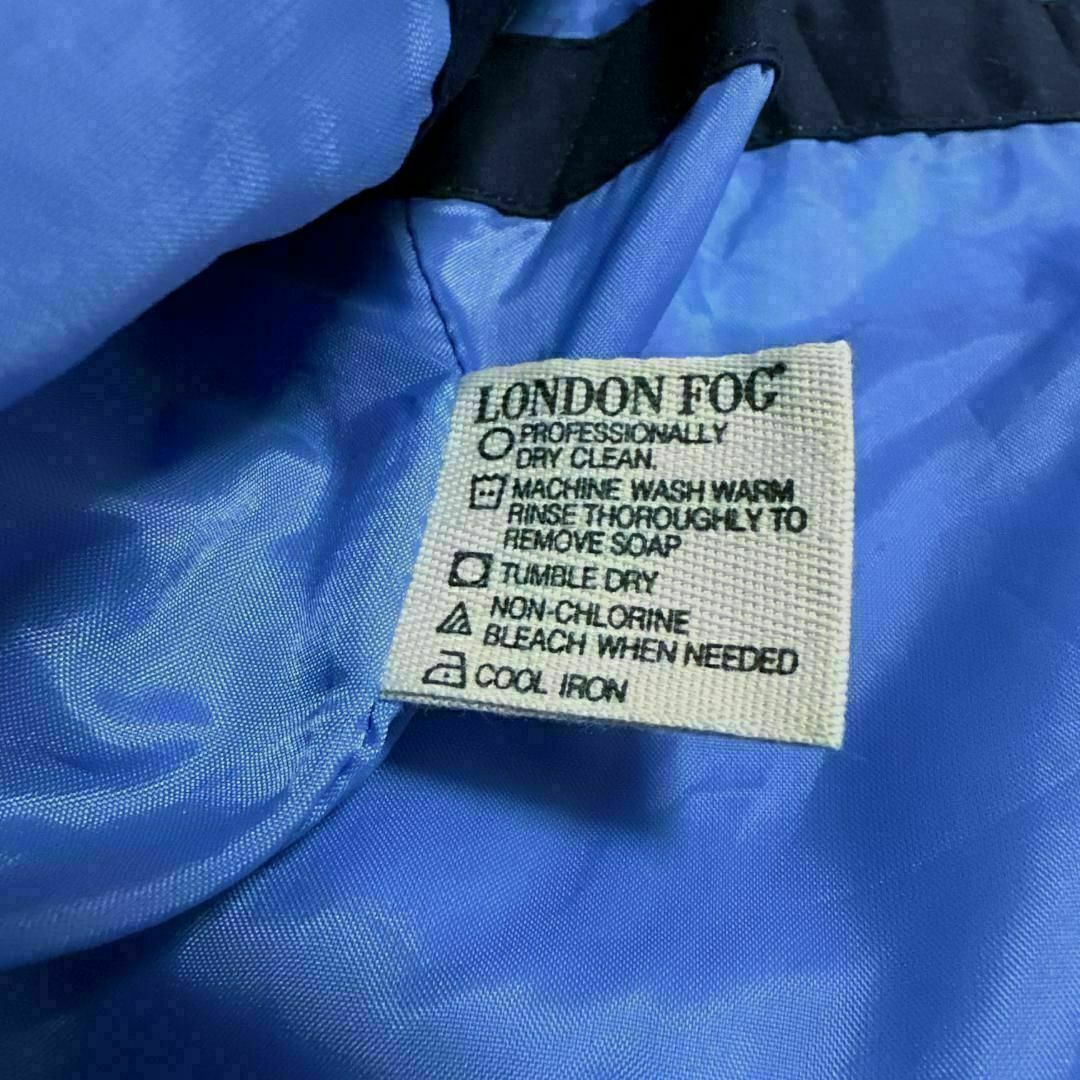 LONDON FOG®
PROFESSIONALLY
DRY CLEAN.
MACHINE WASH WARM
RINSE THOROUGHLY TO
REMOVE SOAP
TUMBLE DRY
NON-CHLORINE
BLEACH WHEN NEEDED
COOL IRON